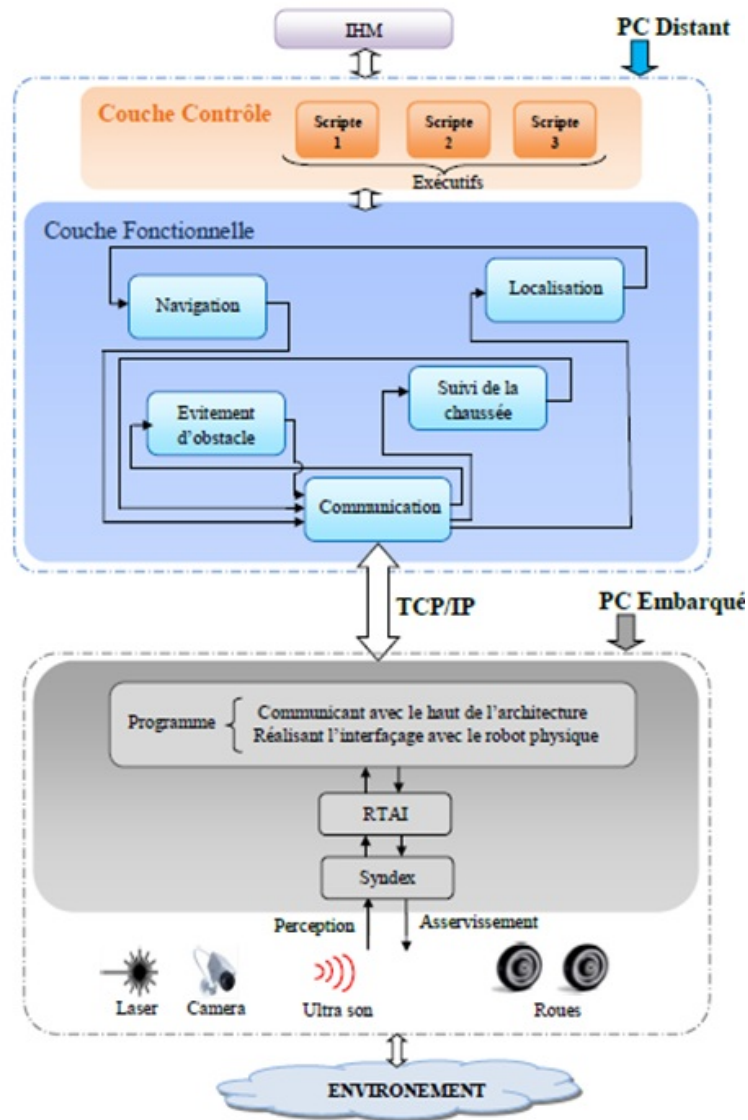 IHM
PC Distant
Couche Contrôle
Scripte
1
Scripte
2
Scripte
3
Exécutifs
Couche Fonctionnelle
Navigation
Localisation
Evitement
d'obstacle
Suivi de la
chaussée
Communication
TCP/IP
PC Embarqué
Programme
Communicant avec le haut de l'architecture
Réalisant l'interfaçage avec le robot physique
RTAI
Syndex
Perception
Asservissement
Laser
Camera
Ultra son
Roues
ENVIRONEMENT